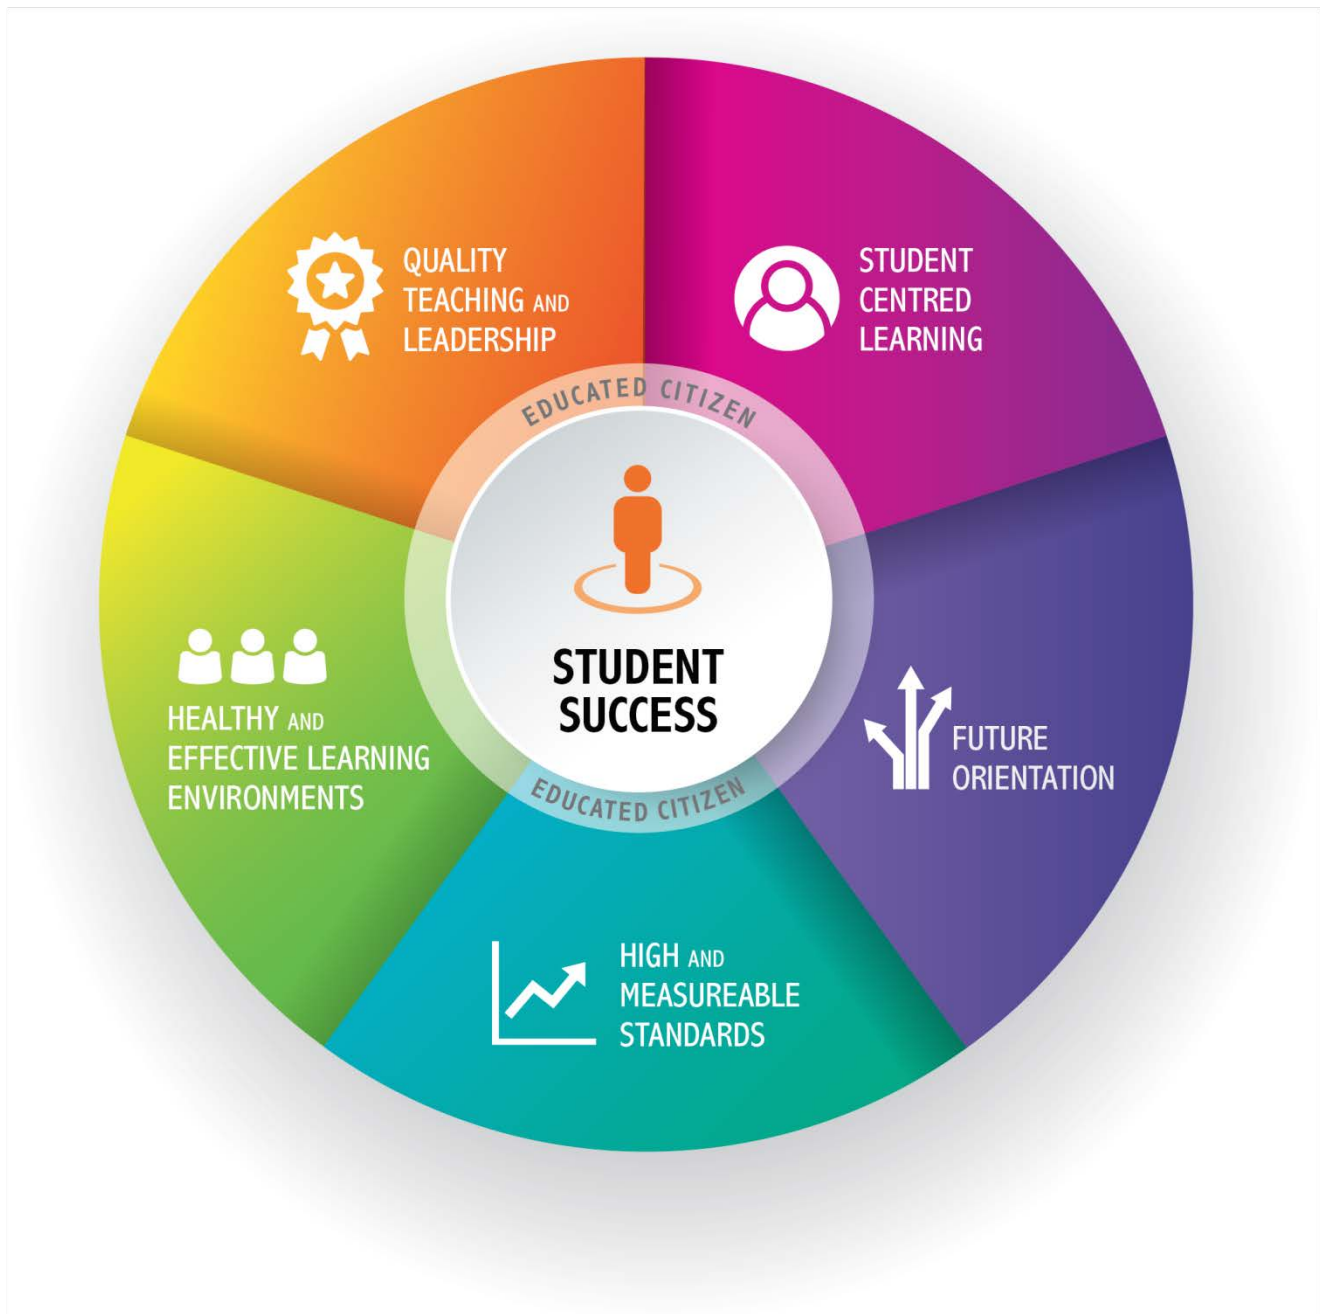 QUALITY
TEACHING AND
LEADERSHIP
STUDENT
CENTRED
LEARNING
EDUCATED CITIZEN
STUDENT
SUCCESS
HEALTHY AND
EFFECTIVE LEARNING
ENVIRONMENTS
FUTURE
ORIENTATION
EDUCATED CITIZEN
HIGH AND
MEASUREABLE
STANDARDS